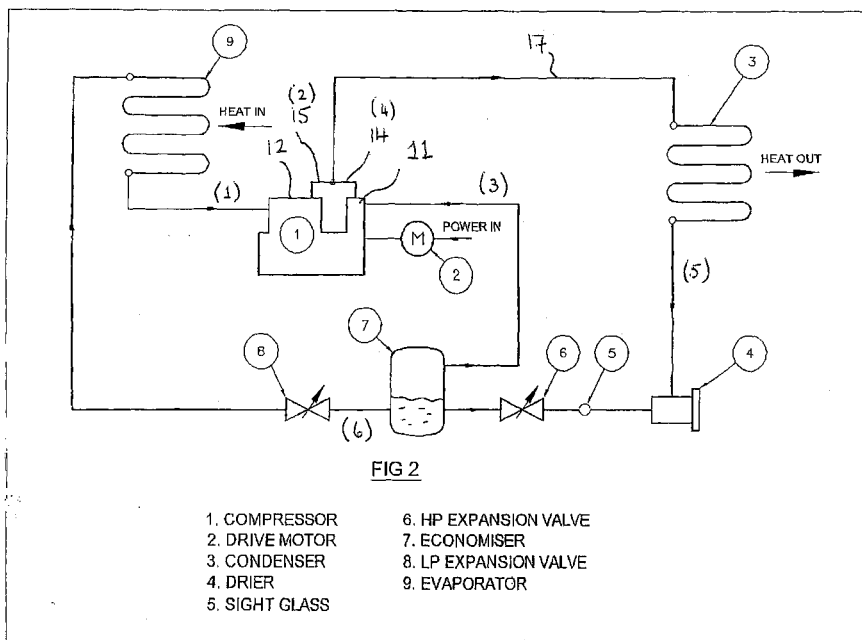 9
17
3
HEAT IN
(2)
15
(4)
14
11
12
HEAT OUT
(1)
(3)
1
POWER IN
M
2
(5)
7
8
6
5
4
(6)
FIG 2
1. COMPRESSOR
2. DRIVE MOTOR
3. CONDENSER
4. DRIER
5. SIGHT GLASS
6. HP EXPANSION VALVE
7. ECONOMISER
8. LP EXPANSION VALVE
9. EVAPORATOR